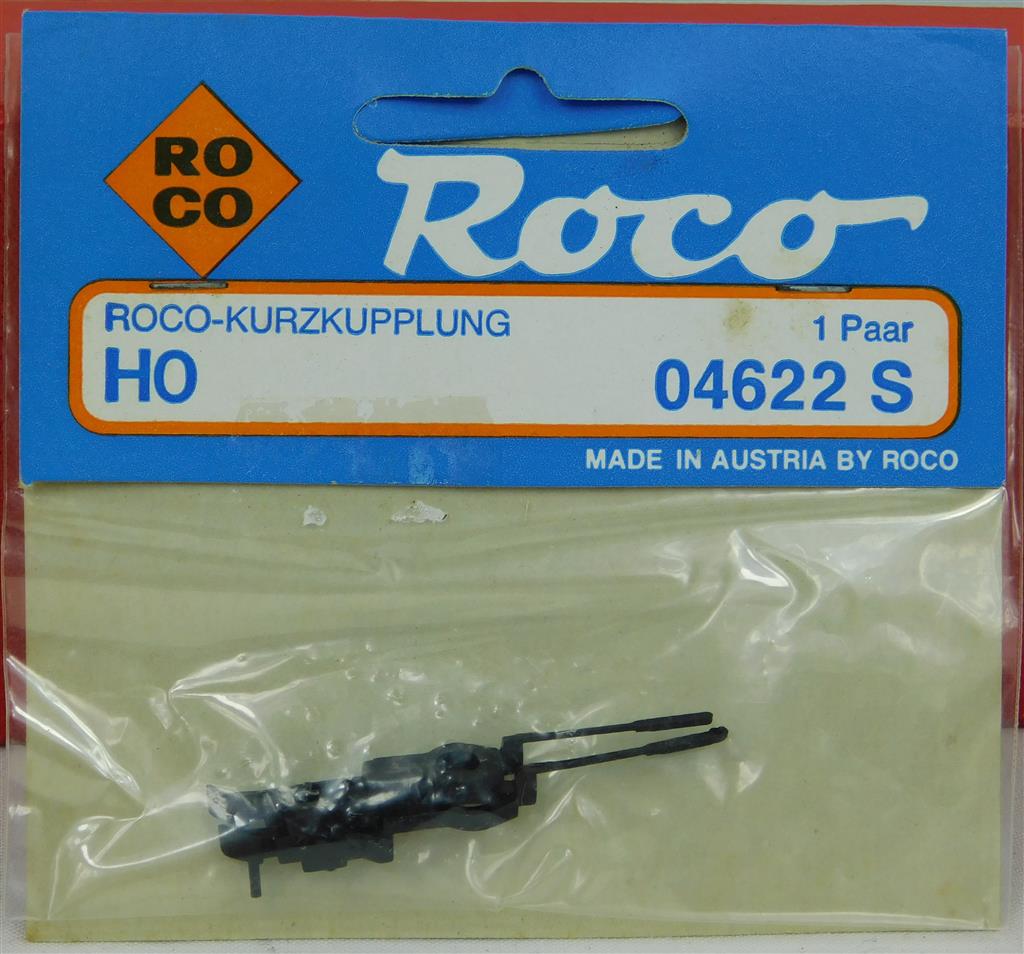 RO
CO
Roco
ROCO-KURZKUPPLUNG
1 Paar
HO
04622 S
MADE IN AUSTRIA BY ROCO